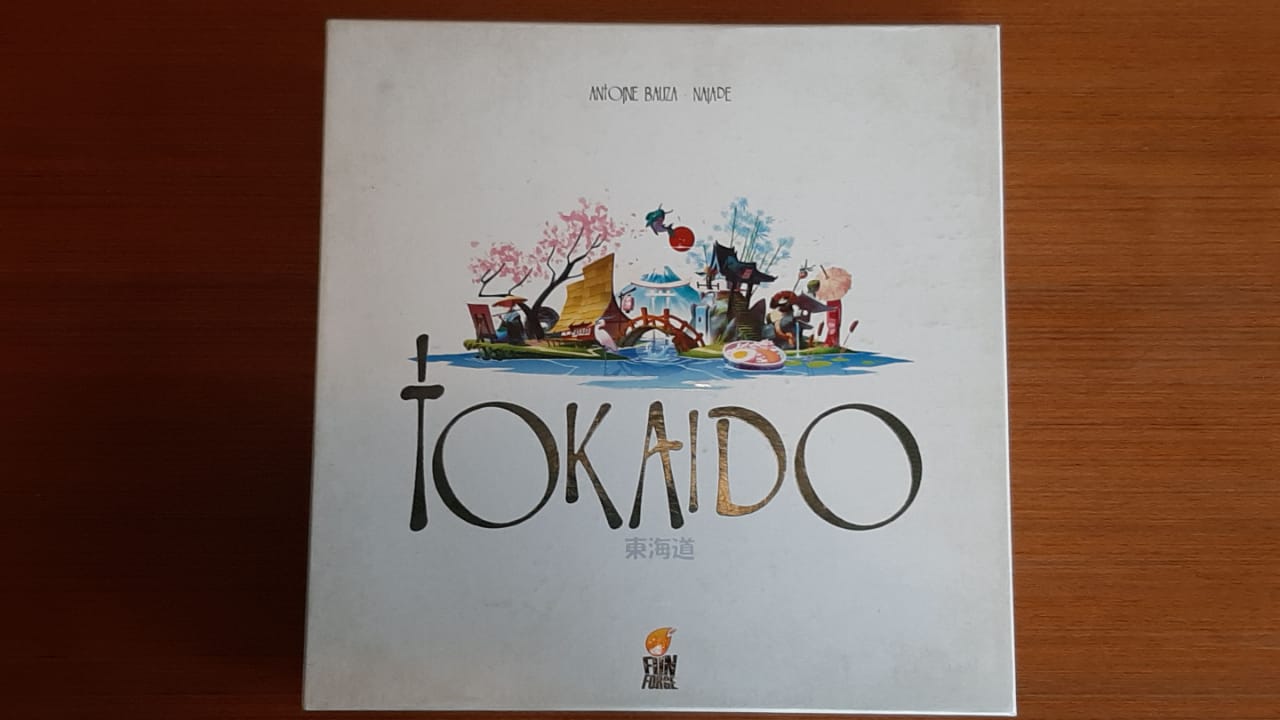 ANTOINE BAUZA - NAIADE
TOKAIDO
東海道
FUN
FORGE